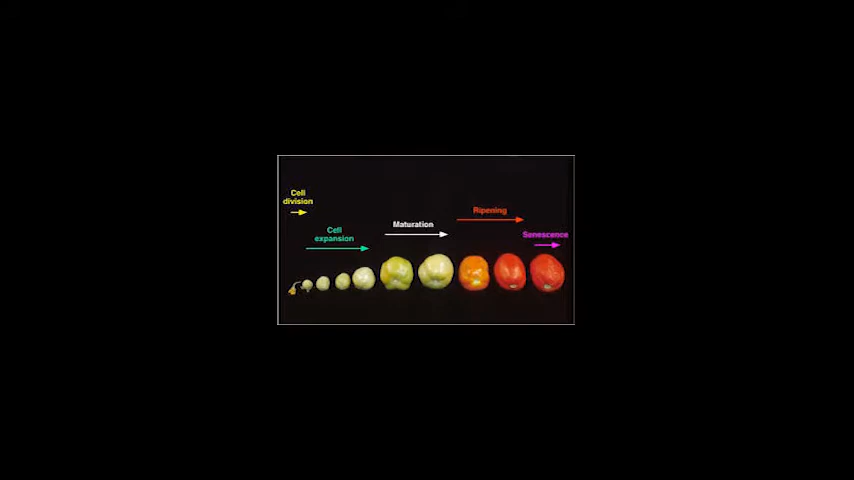 Cell
division
Cell
expansion
Maturation
Ripening
Senescence